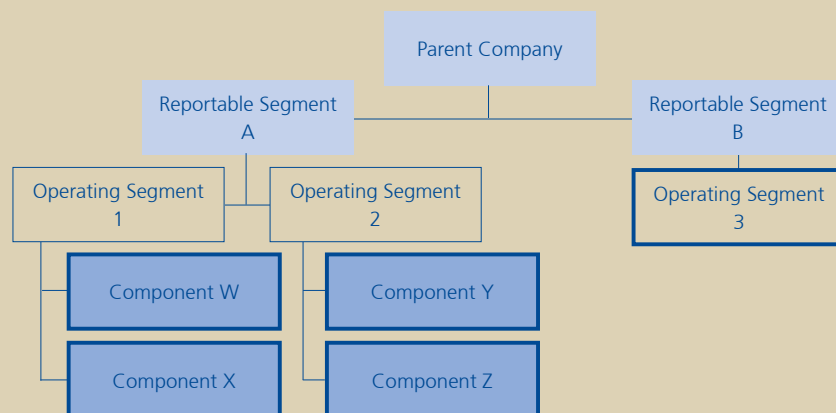 Parent Company
Reportable Segment
A
Reportable Segment
B
Operating Segment
1
Operating Segment
2
Operating Segment
3
Component W
Component Y
Component X
Component Z